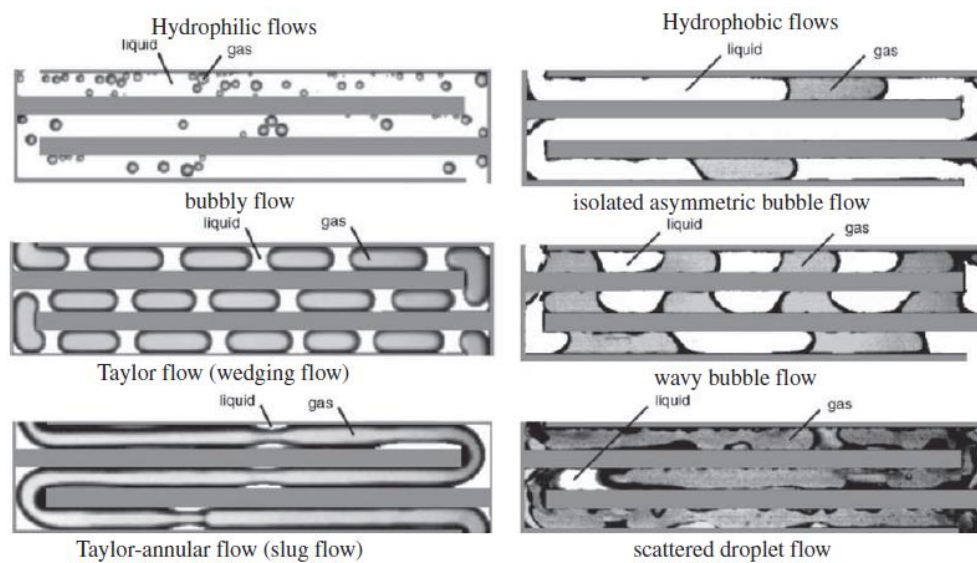 Hydrophilic flows
liquid
gas
bubbly flow
liquid
gas
Taylor flow (wedging flow)
liquid
gas
Taylor-annular flow (slug flow)
Hydrophobic flows
liquid
gas
isolated asymmetric bubble flow
liquid
gas
wavy bubble flow
liquid
gas
scattered droplet flow